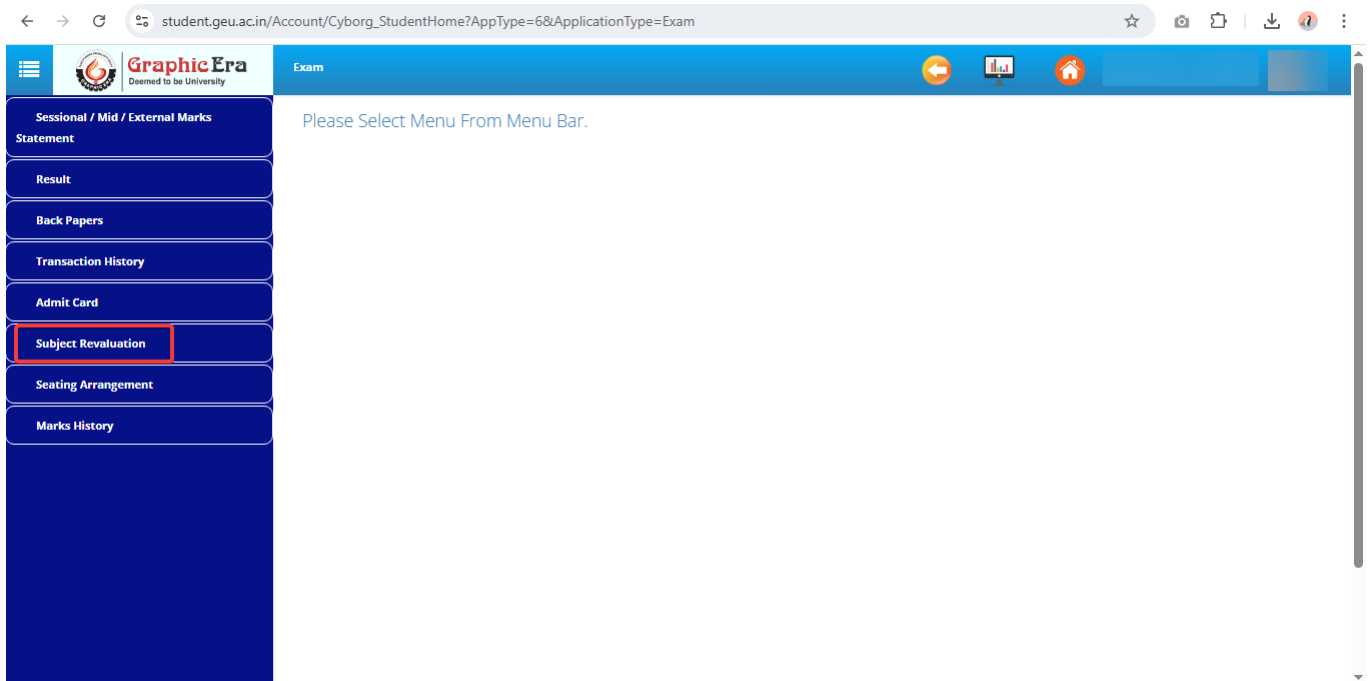 student.geu.ac.in/Account/Cyborg_StudentHome?AppType=6&ApplicationType=Exam
Graphic Era
Deemed to be University
Exam
Sessional / Mid / External Marks
Statement
Please Select Menu From Menu Bar.
Result
Back Papers
Transaction History
Admit Card
Subject Revaluation
Seating Arrangement
Marks History